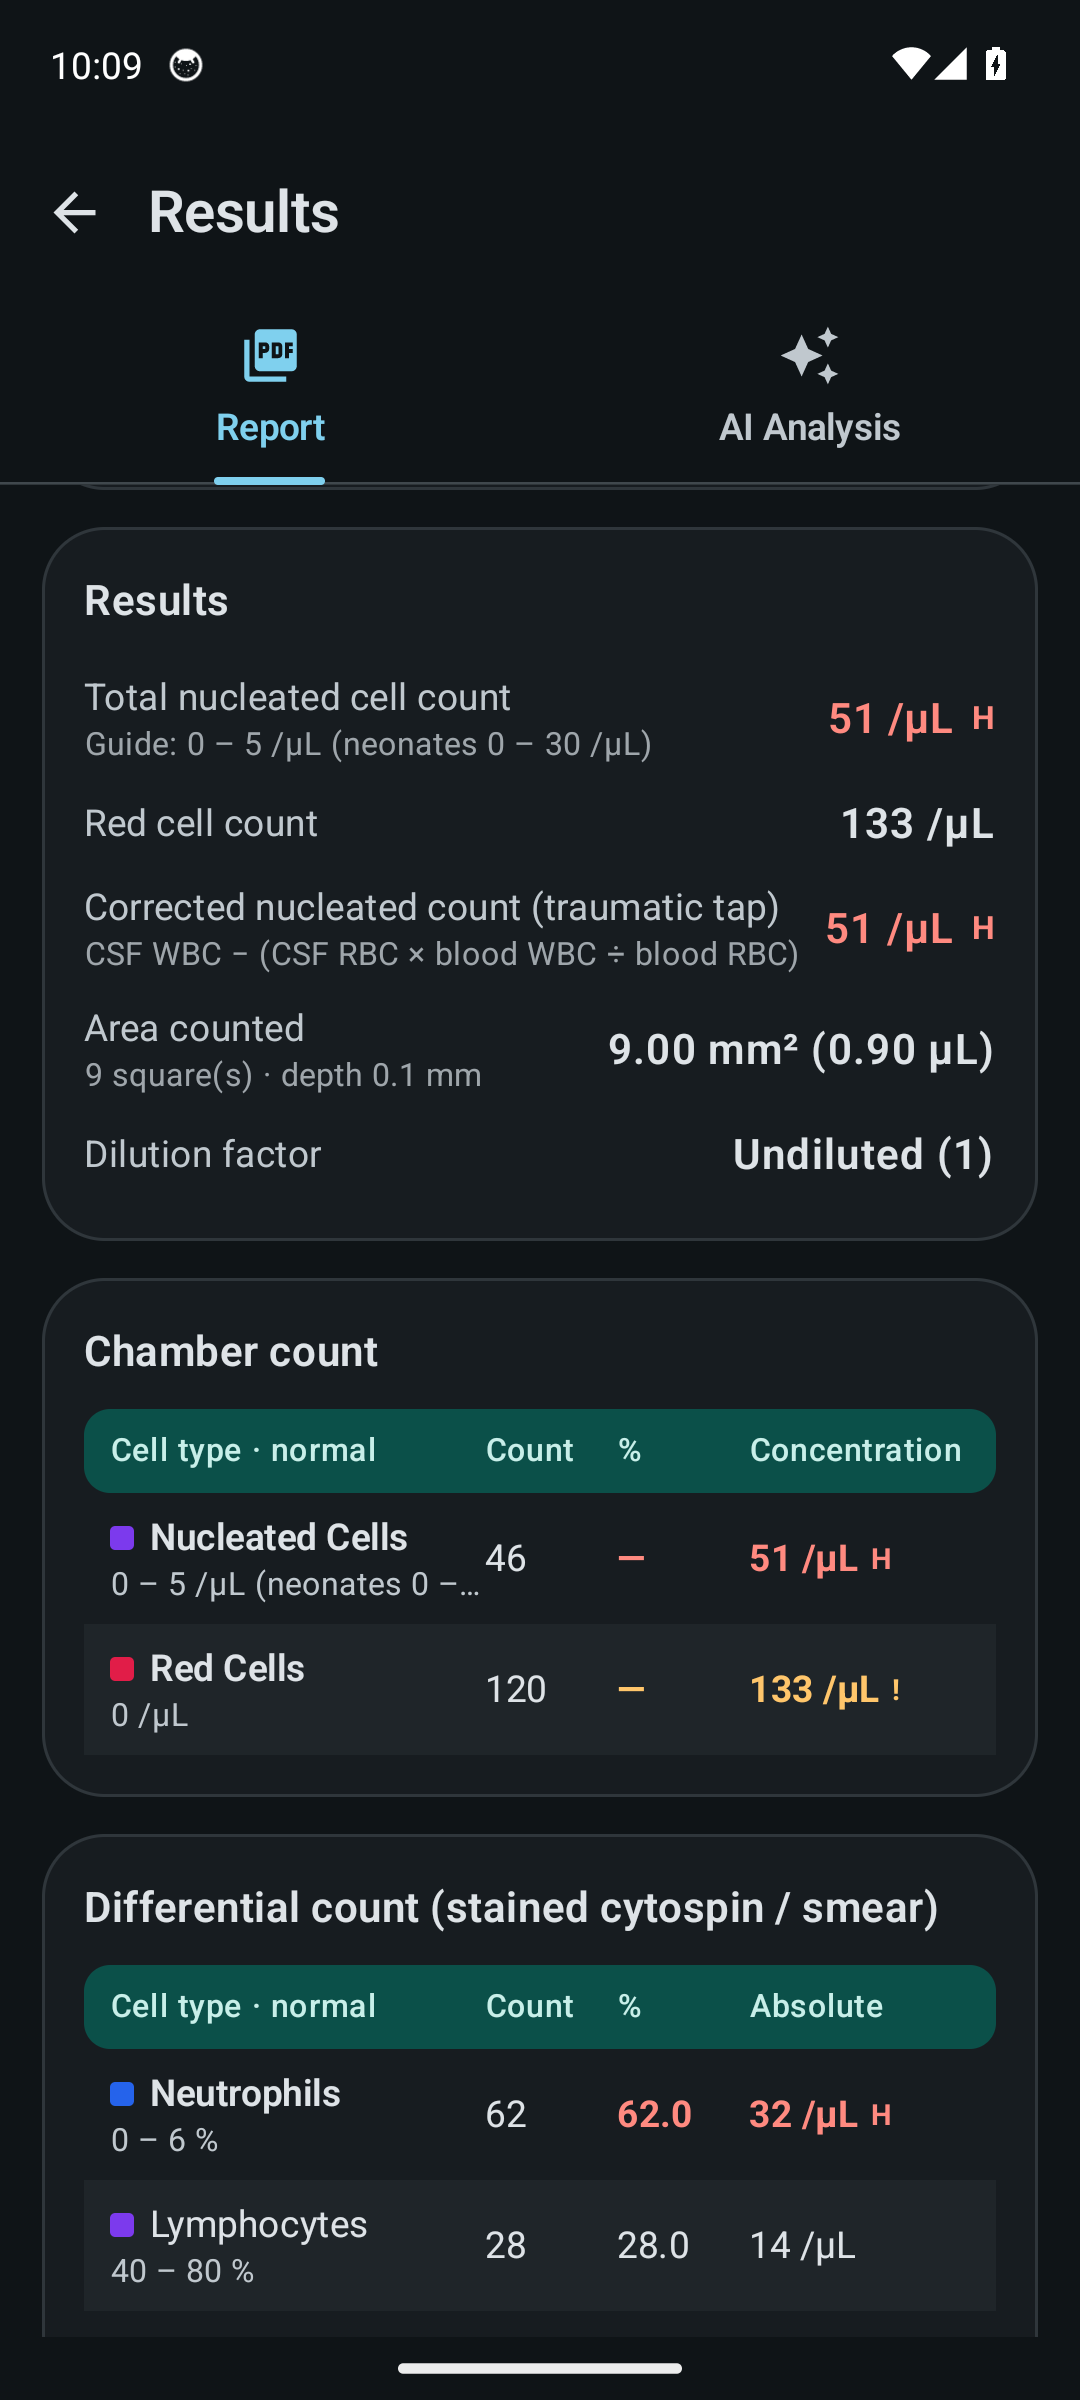 10:09
Results
PDF
Report
AI Analysis
Results
Total nucleated cell count
Guide: 0 – 5 /µL (neonates 0 – 30 /µL)
51 /µL H
Red cell count
133 /µL
Corrected nucleated count (traumatic tap)
CSF WBC − (CSF RBC × blood WBC ÷ blood RBC)
51 /µL H
Area counted
9 square(s) · depth 0.1 mm
9.00 mm² (0.90 µL)
Dilution factor
Undiluted (1)
Chamber count
Cell type · normal Count % Concentration
Nucleated Cells
0 – 5 /µL (neonates 0 –…
46 — 51 /µL H
Red Cells
0 /µL
120 — 133 /µL !
Differential count (stained cytospin / smear)
Cell type · normal Count % Absolute
Neutrophils
0 – 6 %
62 62.0 32 /µL H
Lymphocytes
40 – 80 %
28 28.0 14 /µL